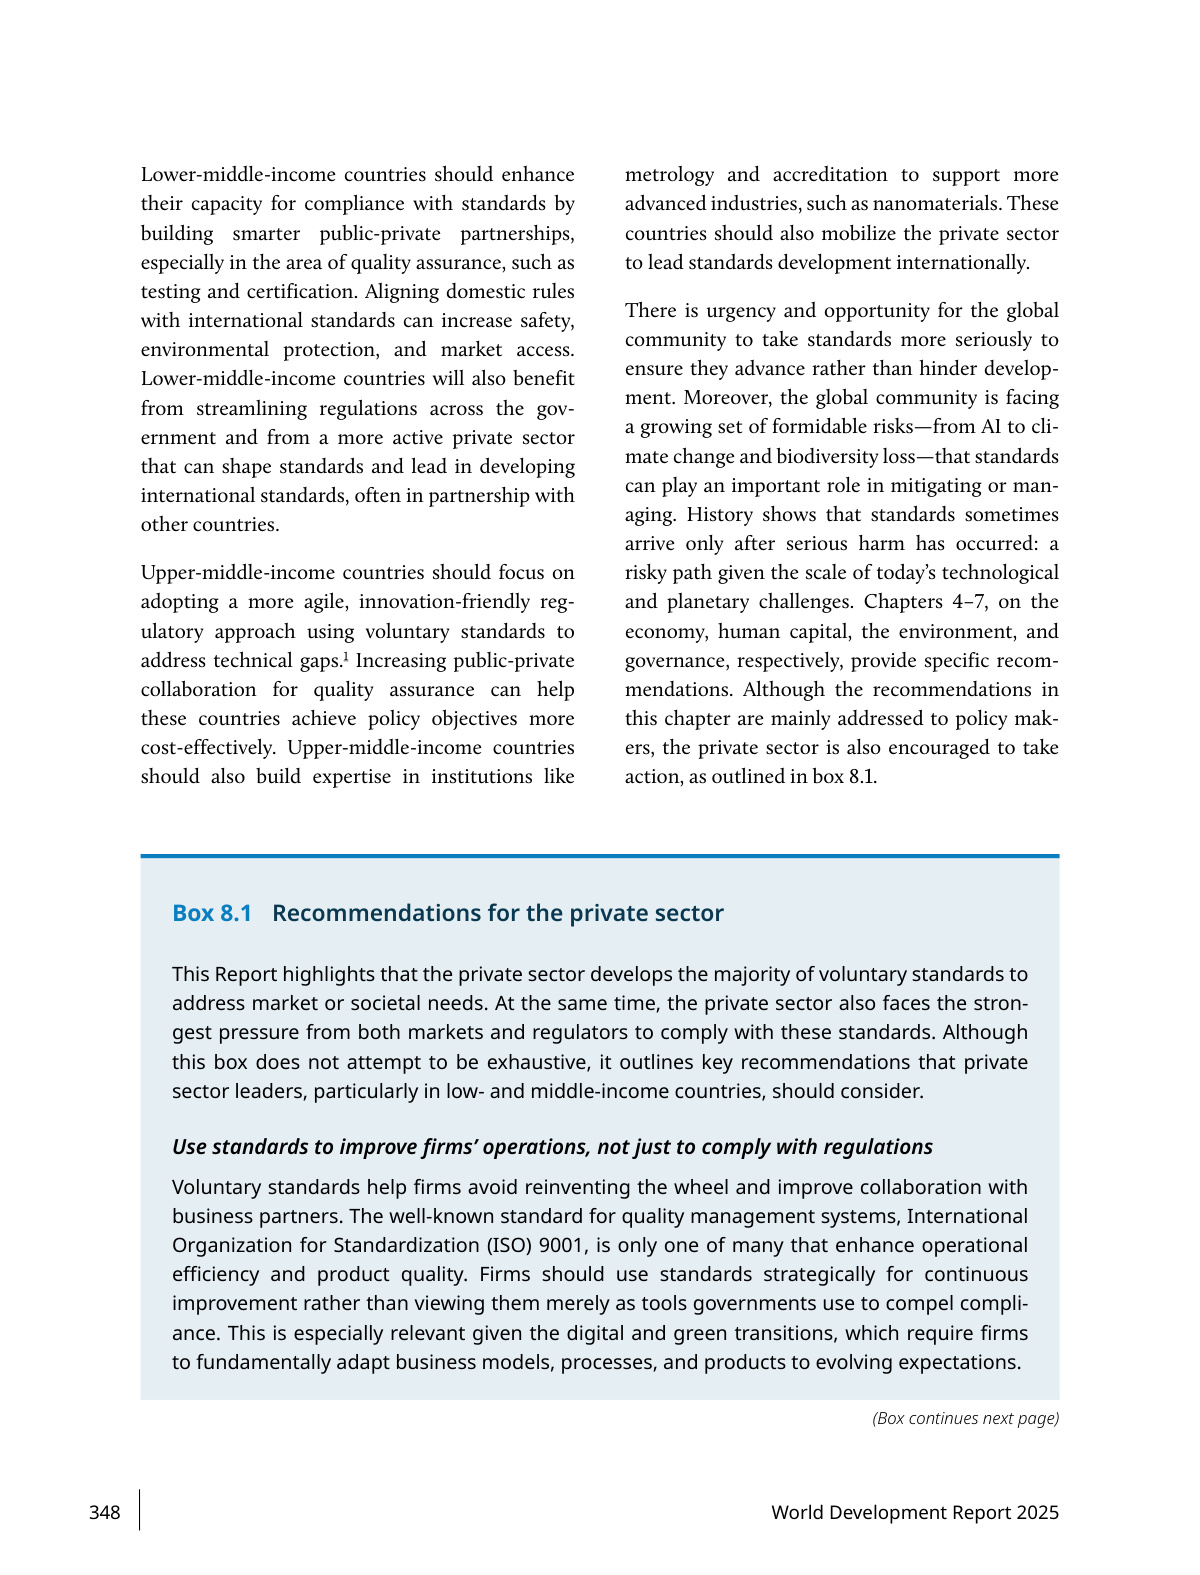 Lower-middle-income countries should enhance
their capacity for compliance with standards by
building smarter public-private partnerships,
especially in the area of quality assurance, such as
testing and certification. Aligning domestic rules
with international standards can increase safety,
environmental protection, and market access.
Lower-middle-income countries will also benefit
from streamlining regulations across the gov-
ernment and from a more active private sector
that can shape standards and lead in developing
international standards, often in partnership with
other countries.
Upper-middle-income countries should focus on
adopting a more agile, innovation-friendly reg-
ulatory approach using voluntary standards to
address technical gaps.1 Increasing public-private
collaboration for quality assurance can help
these countries achieve policy objectives more
cost-effectively. Upper-middle-income countries
should also build expertise in institutions like
metrology and accreditation to support more
advanced industries, such as nanomaterials. These
countries should also mobilize the private sector
to lead standards development internationally.
There is urgency and opportunity for the global
community to take standards more seriously to
ensure they advance rather than hinder develop-
ment. Moreover, the global community is facing
a growing set of formidable risks—from AI to cli-
mate change and biodiversity loss—that standards
can play an important role in mitigating or man-
aging. History shows that standards sometimes
arrive only after serious harm has occurred: a
risky path given the scale of today’s technological
and planetary challenges. Chapters 4–7, on the
economy, human capital, the environment, and
governance, respectively, provide specific recom-
mendations. Although the recommendations in
this chapter are mainly addressed to policy mak-
ers, the private sector is also encouraged to take
action, as outlined in box 8.1.
Box 8.1 Recommendations for the private sector
This Report highlights that the private sector develops the majority of voluntary standards to
address market or societal needs. At the same time, the private sector also faces the stron-
gest pressure from both markets and regulators to comply with these standards. Although
this box does not attempt to be exhaustive, it outlines key recommendations that private
sector leaders, particularly in low- and middle-income countries, should consider.
Use standards to improve firms’ operations, not just to comply with regulations
Voluntary standards help firms avoid reinventing the wheel and improve collaboration with
business partners. The well-known standard for quality management systems, International
Organization for Standardization (ISO) 9001, is only one of many that enhance operational
efficiency and product quality. Firms should use standards strategically for continuous
improvement rather than viewing them merely as tools governments use to compel compli-
ance. This is especially relevant given the digital and green transitions, which require firms
to fundamentally adapt business models, processes, and products to evolving expectations.
(Box continues next page)
348
World Development Report 2025